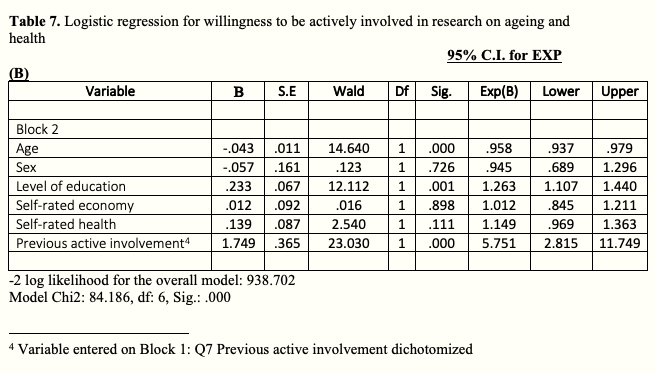 Table 7. Logistic regression for willingness to be actively involved in research on ageing and
health
95% C.I. for EXP
(B)
Variable B S.E Wald Df Sig. Exp(B) Lower Upper
Block 2
Age -.043 .011 14.640 1 .000 .958 .937 .979
Sex -.057 .161 .123 1 .726 .945 .689 1.296
Level of education .233 .067 12.112 1 .001 1.263 1.107 1.440
Self-rated economy .012 .092 .016 1 .898 1.012 .845 1.211
Self-rated health .139 .087 2.540 1 .111 1.149 .969 1.363
Previous active involvement⁴ 1.749 .365 23.030 1 .000 5.751 2.815 11.749
-2 log likelihood for the overall model: 938.702
Model Chi2: 84.186, df: 6, Sig.: .000
⁴ Variable entered on Block 1: Q7 Previous active involvement dichotomized